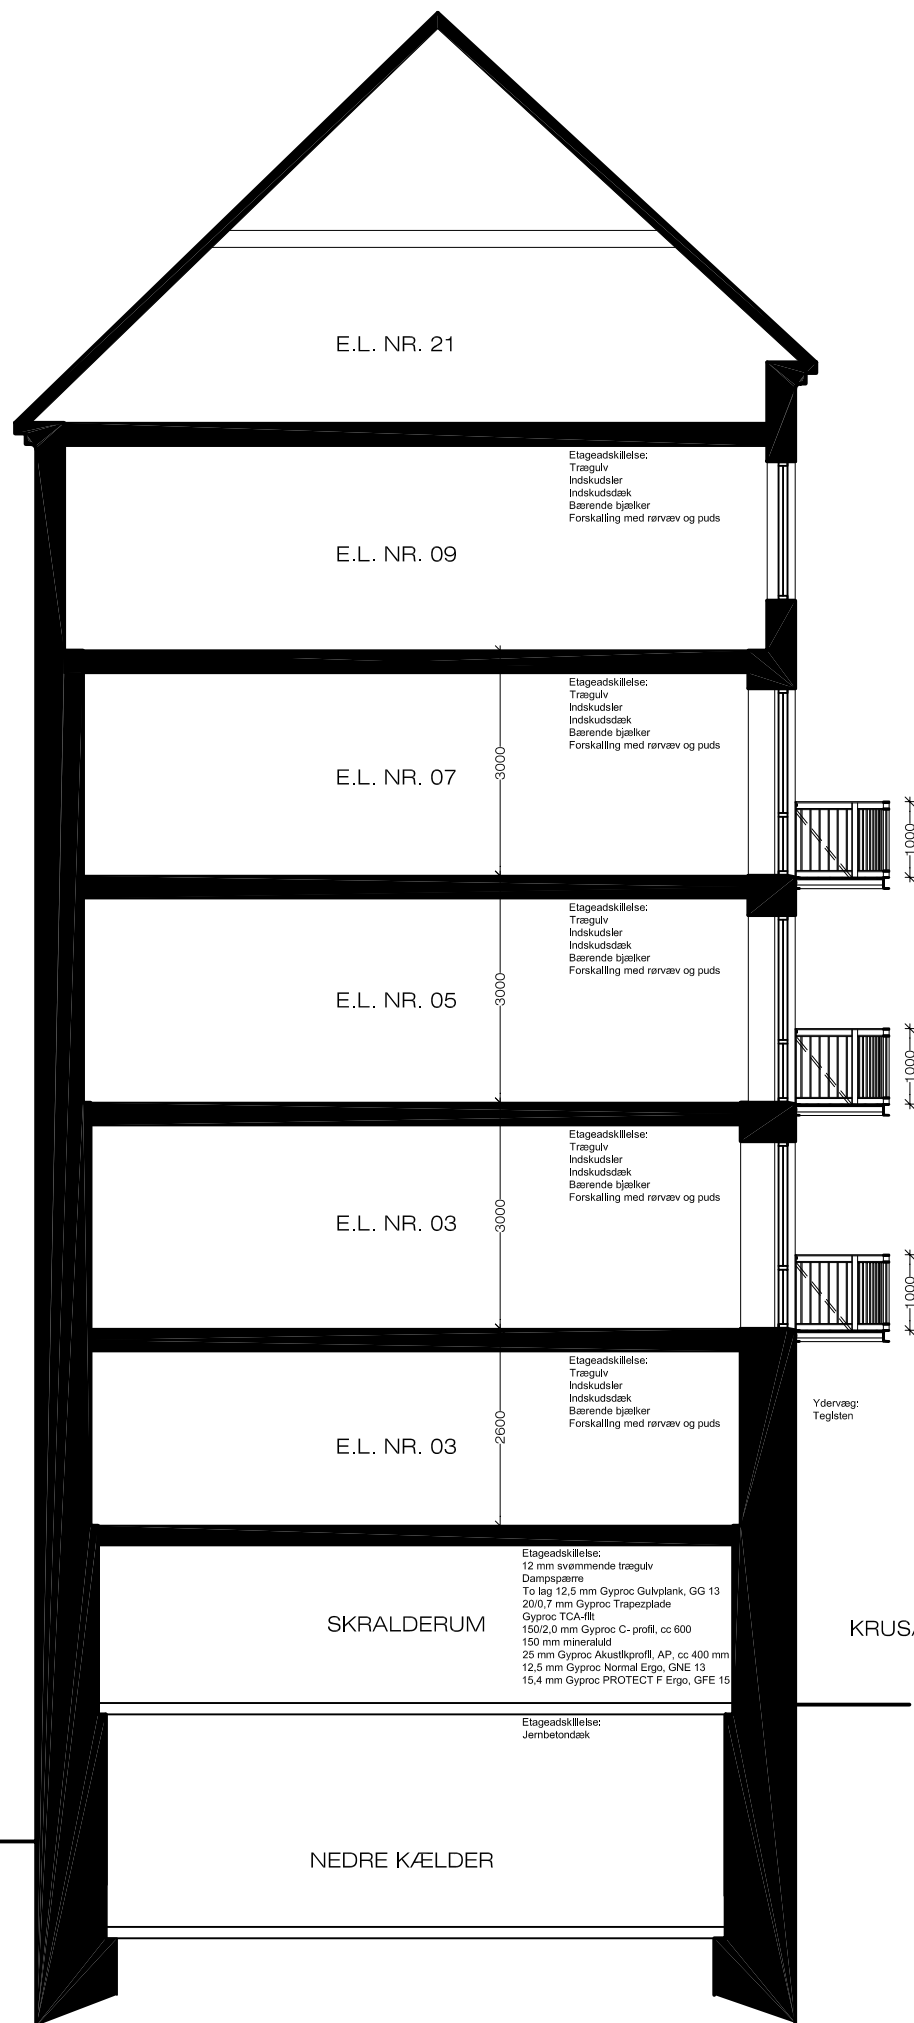 E.L. NR. 21
Etageadskillelse:
Trægulv
Indskudsler
Indskudsdæk
Bærende bjælker
Forskalling med rørvæv og puds
E.L. NR. 09
Etageadskillelse:
Trægulv
Indskudsler
Indskudsdæk
Bærende bjælker
Forskalling med rørvæv og puds
E.L. NR. 07
3000
1000
Etageadskillelse:
Trægulv
Indskudsler
Indskudsdæk
Bærende bjælker
Forskalling med rørvæv og puds
E.L. NR. 05
3000
1000
Etageadskillelse:
Trægulv
Indskudsler
Indskudsdæk
Bærende bjælker
Forskalling med rørvæv og puds
E.L. NR. 03
3000
1000
Etageadskillelse:
Trægulv
Indskudsler
Indskudsdæk
Bærende bjælker
Forskalling med rørvæv og puds
Ydervæg:
Teglsten
E.L. NR. 03
2600
Etageadskillelse:
12 mm svømmende trægulv
Dampspærre
To lag 12,5 mm Gyproc Gulvplank, GG 13
20/0,7 mm Gyproc Trapezplade
Gyproc TCA-filt
150/2,0 mm Gyproc C- profil, cc 600
150 mm mineraluld
25 mm Gyproc Akustikprofil, AP, cc 400 mm
12,5 mm Gyproc Normal Ergo, GNE 13
15,4 mm Gyproc PROTECT F Ergo, GFE 15
SKRALDERUM
KRUSA
Etageadskillelse:
Jernbetondæk
NEDRE KÆLDER